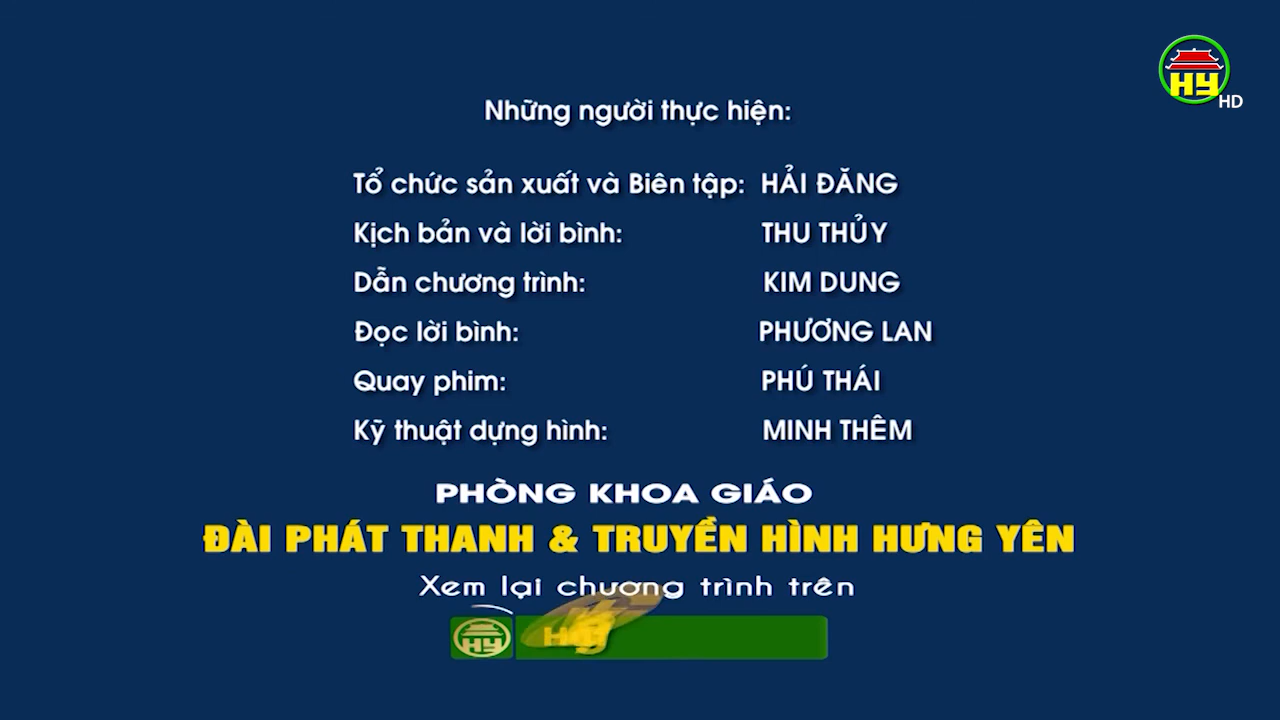 HY HD
Những người thực hiện:
Tổ chức sản xuất và Biên tập: HẢI ĐĂNG
Kịch bản và lời bình: THU THỦY
Dẫn chương trình: KIM DUNG
Đọc lời bình: PHƯƠNG LAN
Quay phim: PHÚ THÁI
Kỹ thuật dựng hình: MINH THÊM
PHÒNG KHOA GIÁO
ĐÀI PHÁT THANH & TRUYỀN HÌNH HƯNG YÊN
Xem lại chương trình trên
HY